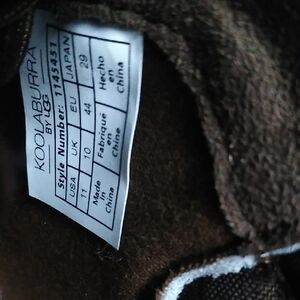 KOOLABURRA
BY UGG
Style Number: 1145451
USA UK EU JAPAN
11 10 44 29
Made in China
Fabriqué en Chine
Hecho en China